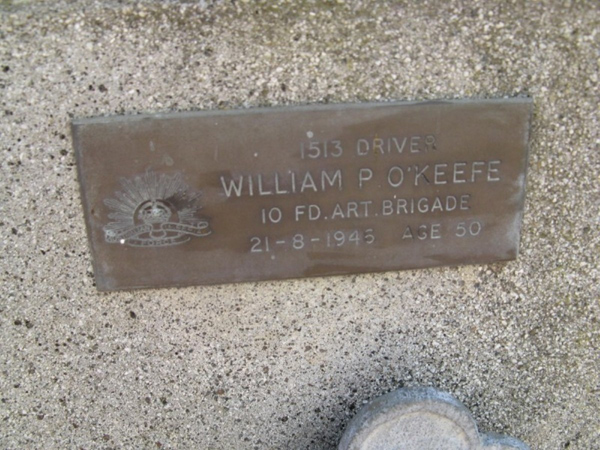 1513 DRIVER
WILLIAM P. O'KEEFE
10 FD. ART. BRIGADE
21-8-1945 AGE 50